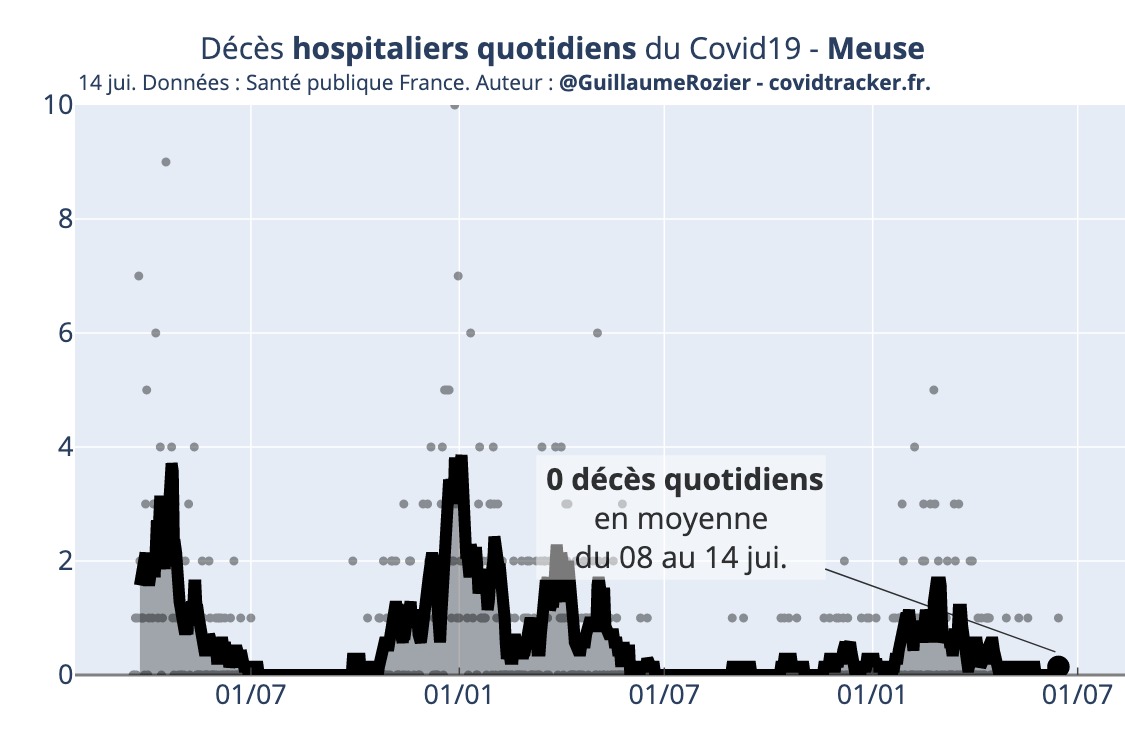 Décès hospitaliers quotidiens du Covid19 - Meuse
14 jui. Données : Santé publique France. Auteur : @GuillaumeRozier - covidtracker.fr.
10
8
6
4
2
0
0 décès quotidiens
en moyenne
du 08 au 14 jui.
01/07
01/01
01/07
01/01
01/07